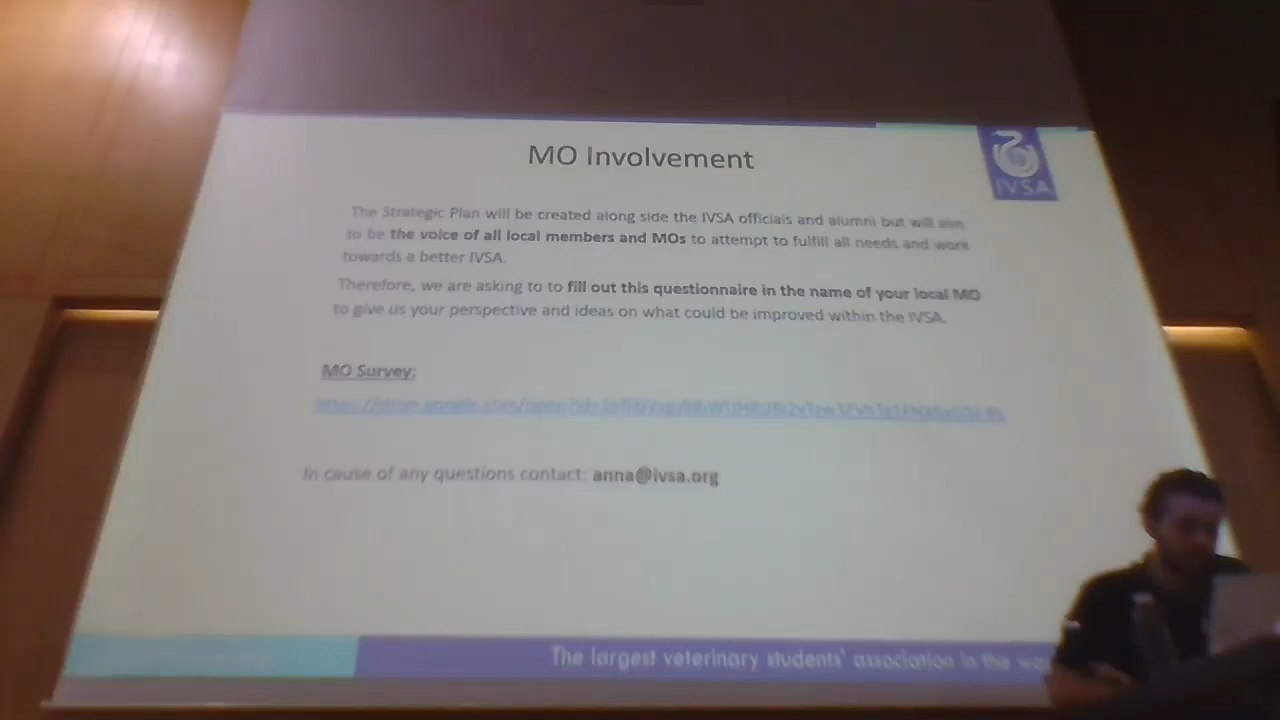 MO Involvement
IVSA
The Strategic Plan will be created along side the IVSA officials and alumni but will aim
to be the voice of all local members and MOs to attempt to fulfill all needs and work
towards a better IVSA.
Therefore, we are asking to to fill out this questionnaire in the name of your local MO
to give us your perspective and ideas on what could be improved within the IVSA.
MO Survey:
In cause of any questions contact: anna@ivsa.org
The largest veterinary students' association in the